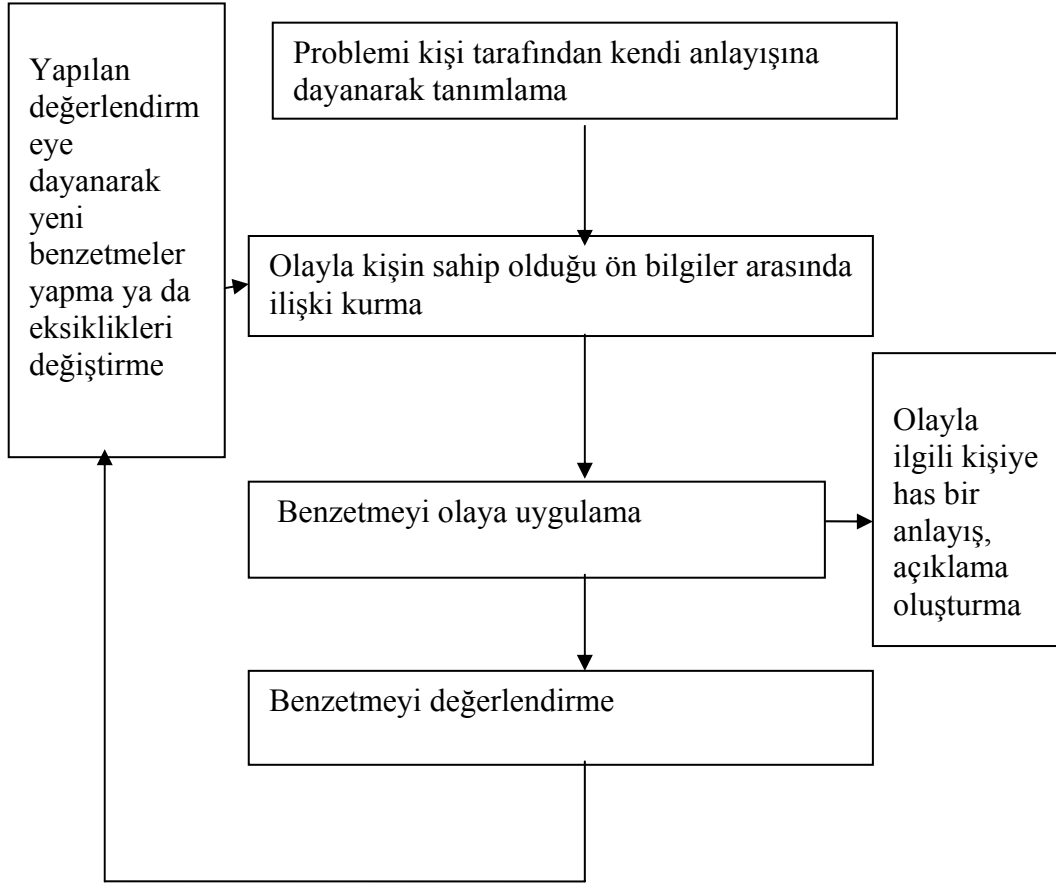 Problemi kişi tarafından kendi anlayışına
dayanarak tanımlama
Yapılan
değerlendirm
eye
dayanarak
yeni
benzetmeler
yapma ya da
eksiklikleri
değiştirme
Olayla kişin sahip olduğu ön bilgiler arasında
ilişki kurma
Benzetmeyi olaya uygulama
Olayla
ilgili kişiye
has bir
anlayış,
açıklama
oluşturma
Benzetmeyi değerlendirme